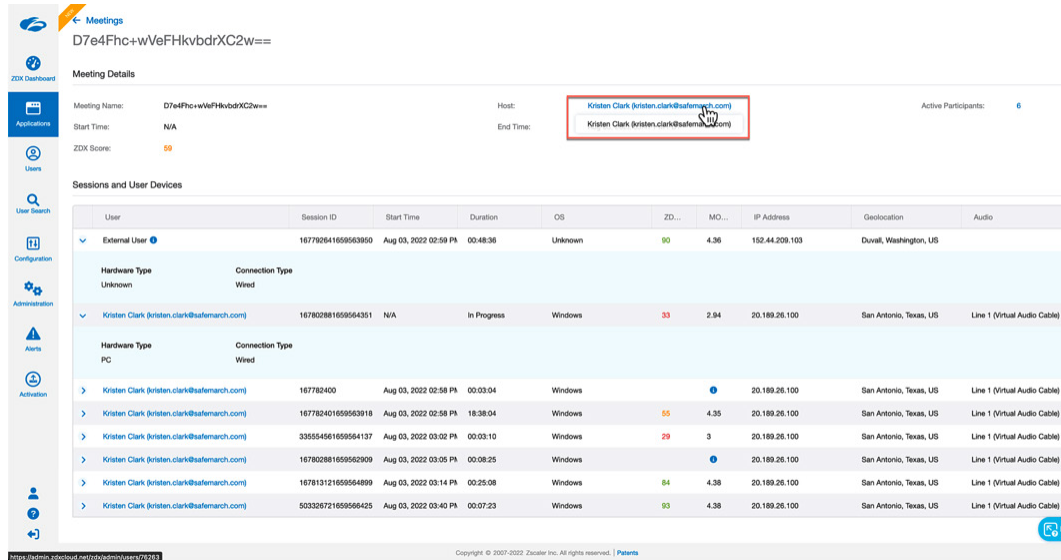 NEW
← Meetings
D7e4Fhc+wVeFHkvbdrXC2w==
ZDX Dashboard
Applications
Users
User Search
Configuration
Administration
Alerts
Activation
Meeting Details
Meeting Name: D7e4Fhc+wVeFHkvbdrXC2w== Host: Kristen Clark (kristen.clark@safemarch.com) Active Participants: 6
Kristen Clark (kristen.clark@safemarch.com)
Start Time: N/A End Time:
ZDX Score: 59
Sessions and User Devices
User Session ID Start Time Duration OS ZD... MO... IP Address Geolocation Audio
External User 167792641659563950 Aug 03, 2022 02:59 PM 00:48:36 Unknown 90 4.36 152.44.209.103 Duvall, Washington, US
Hardware Type Connection Type
Unknown Wired
Kristen Clark (kristen.clark@safemarch.com) 167802881659564351 N/A In Progress Windows 33 2.94 20.189.26.100 San Antonio, Texas, US Line 1 (Virtual Audio Cable)
Hardware Type Connection Type
PC Wired
Kristen Clark (kristen.clark@safemarch.com) 167782400 Aug 03, 2022 02:58 PM 00:03:04 Windows 20.189.26.100 San Antonio, Texas, US Line 1 (Virtual Audio Cable)
Kristen Clark (kristen.clark@safemarch.com) 167782401659563918 Aug 03, 2022 02:58 PM 18:38:04 Windows 55 4.35 20.189.26.100 San Antonio, Texas, US Line 1 (Virtual Audio Cable)
Kristen Clark (kristen.clark@safemarch.com) 335554561659564137 Aug 03, 2022 03:02 PM 00:03:10 Windows 29 3 20.189.26.100 San Antonio, Texas, US Line 1 (Virtual Audio Cable)
Kristen Clark (kristen.clark@safemarch.com) 167802881659562909 Aug 03, 2022 03:05 PM 00:08:25 Windows 20.189.26.100 San Antonio, Texas, US Line 1 (Virtual Audio Cable)
Kristen Clark (kristen.clark@safemarch.com) 167813121659564899 Aug 03, 2022 03:14 PM 00:25:08 Windows 84 4.38 20.189.26.100 San Antonio, Texas, US Line 1 (Virtual Audio Cable)
Kristen Clark (kristen.clark@safemarch.com) 503326721659566425 Aug 03, 2022 03:40 PM 00:07:23 Windows 93 4.38 20.189.26.100 San Antonio, Texas, US Line 1 (Virtual Audio Cable)
Copyright © 2007-2022 Zscaler Inc. All rights reserved. | Patents
https://admin.zdxcloud.net/zdx/admin/users/76263